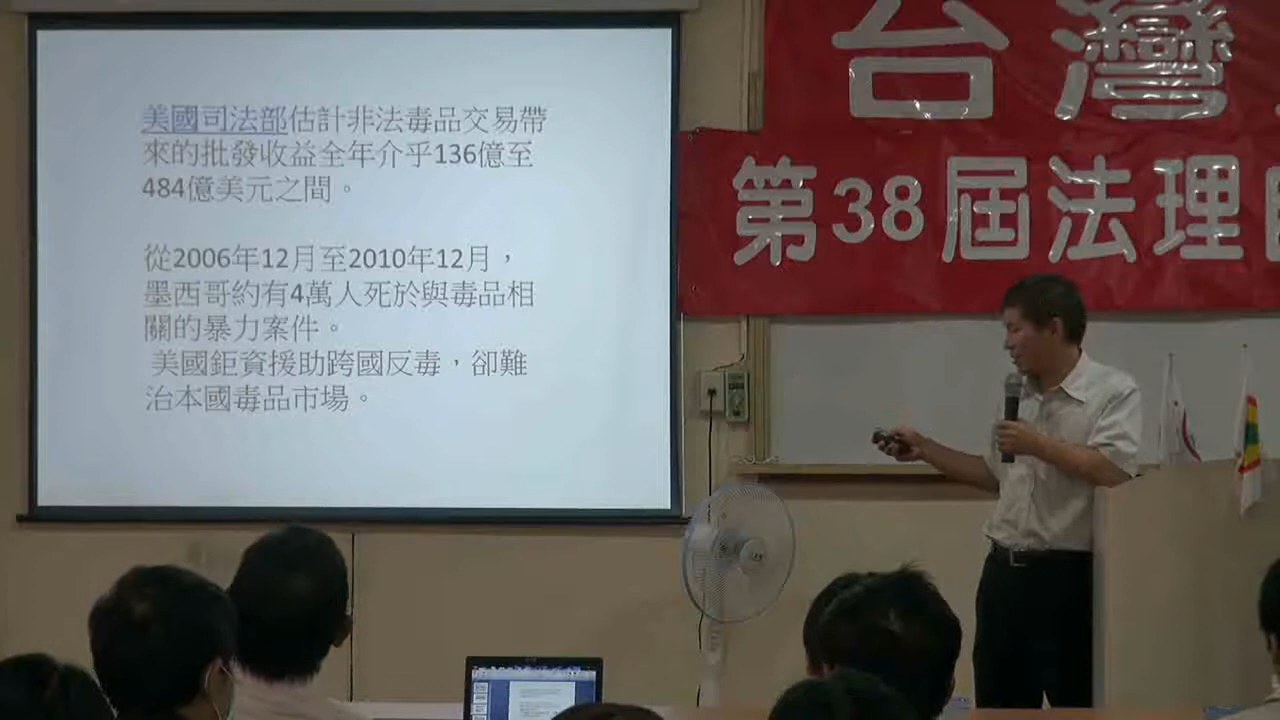 美國司法部估計非法毒品交易帶
來的批發收益全年介乎136億至
484億美元之間。
從2006年12月至2010年12月，
墨西哥約有4萬人死於與毒品相
關的暴力案件。
美國鉅資援助跨國反毒，卻難
治本國毒品市場。
台灣
第38屆法理